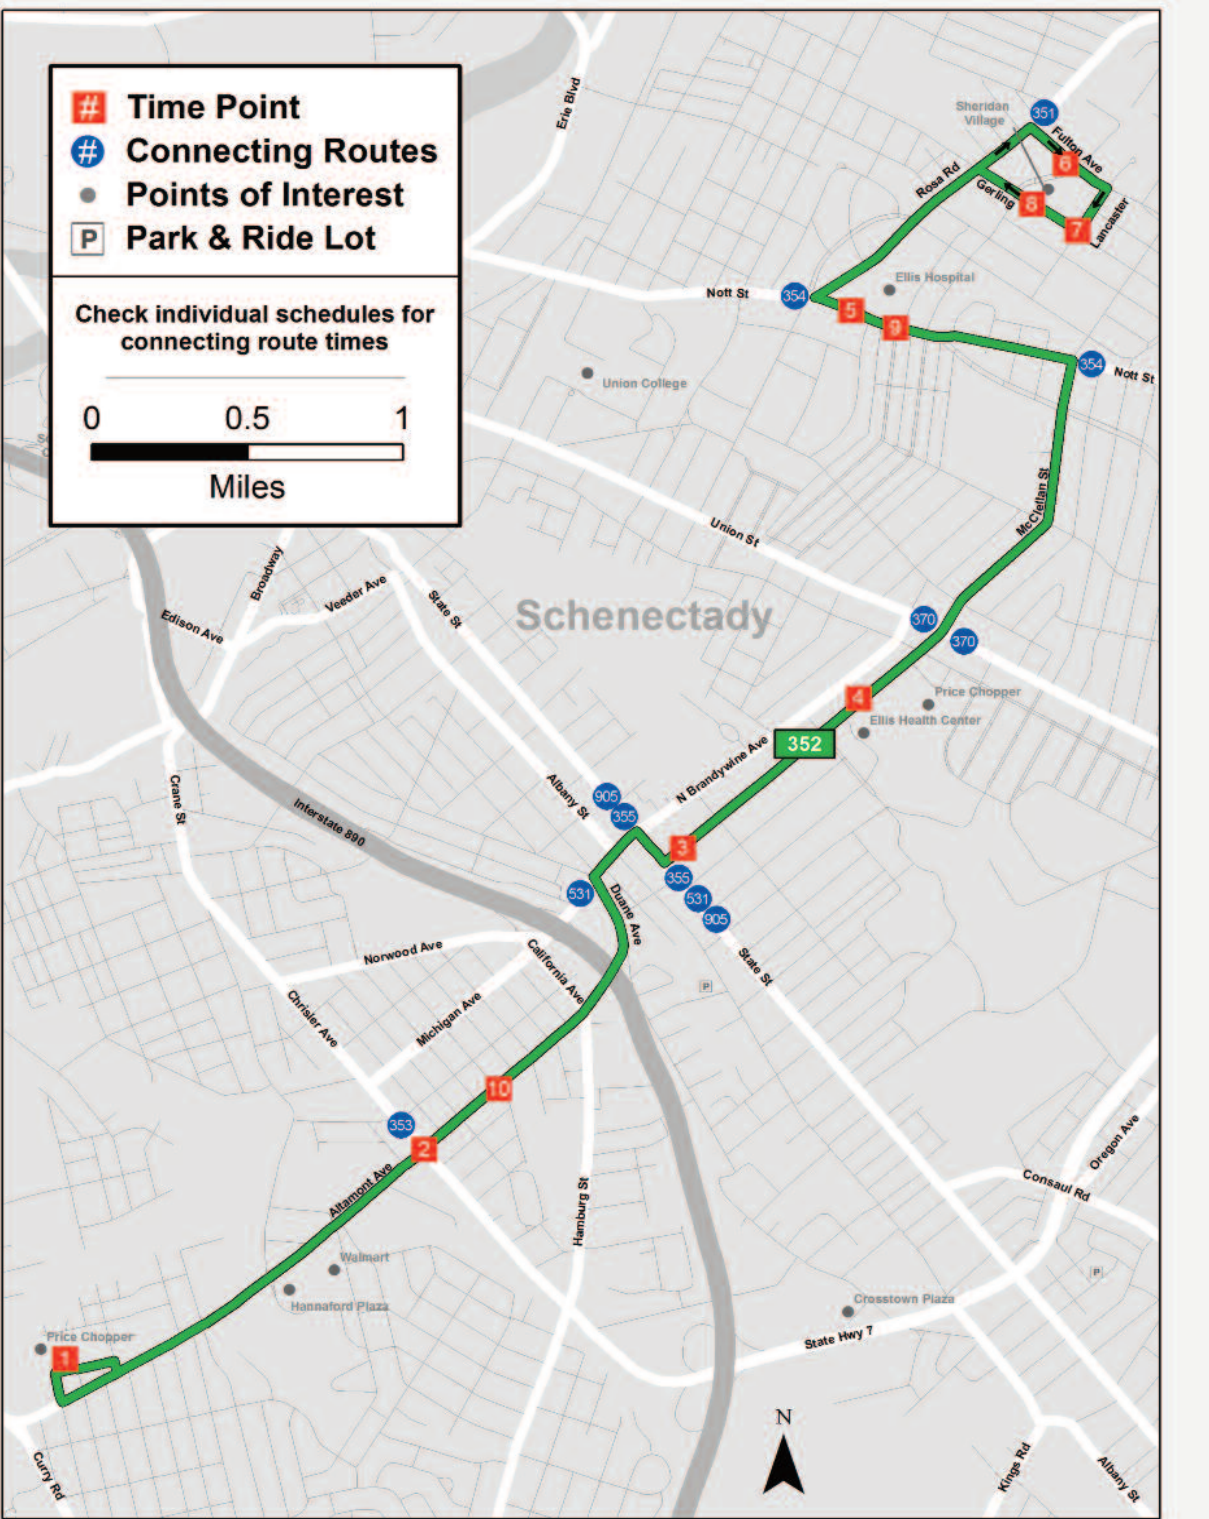 # Time Point
# Connecting Routes
Points of Interest
P Park & Ride Lot
Check individual schedules for
connecting route times
0 0.5 1
Miles
Erie Blvd
Sheridan
Village
351
Fulton Ave
6
Rosa Rd
Gerling
8
7
Lancaster
Ellis Hospital
Nott St
354
5
9
354
Nott St
Union College
McClellan St
Union St
Broadway
Veeder Ave
State St
Edison Ave
Schenectady
370
370
4
Price Chopper
Ellis Health Center
352
N Brandywine Ave
Crane St
Albany St
905
355
Interstate 890
3
355
531
531
905
Duane Ave
State St
Norwood Ave
California Ave
P
Chrisler Ave
Michigan Ave
10
353
2
Altamont Ave
Hamburg St
Oregon Ave
Consaul Rd
Walmart
Hannaford Plaza
P
Crosstown Plaza
State Hwy 7
Price Chopper
1
N
Curry Rd
Kings Rd
Albany St